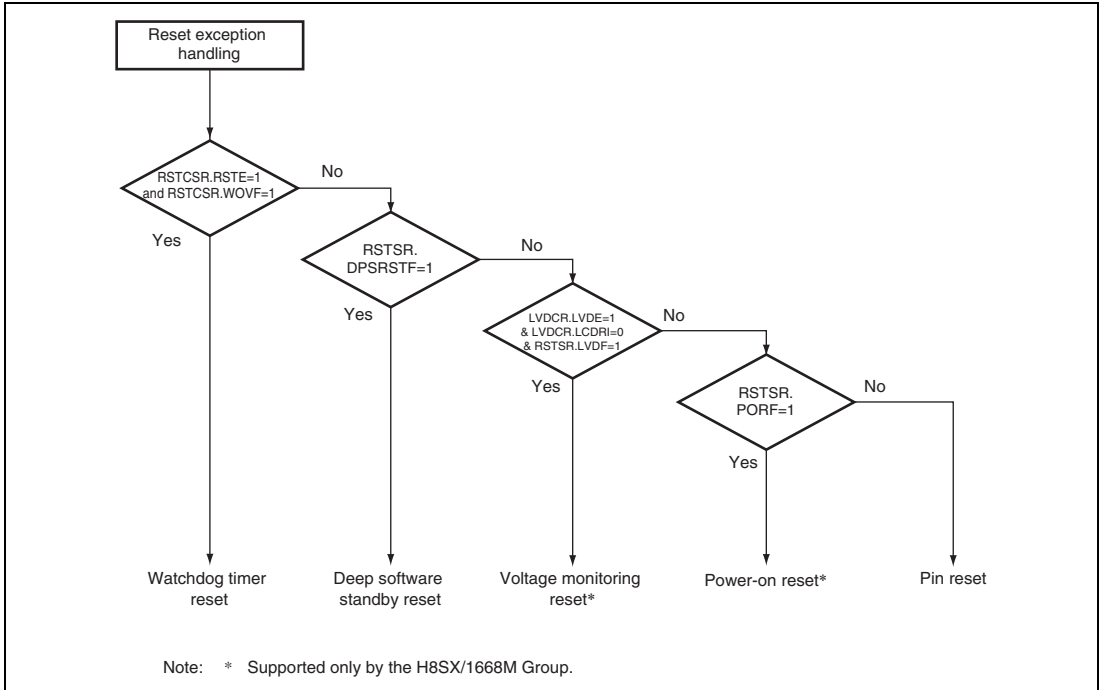 Reset exception
handling
RSTCSR.RSTE=1
and RSTCSR.WOVF=1
No
Yes
RSTSR.
DPSRSTF=1
No
Yes
LVDCR.LVDE=1
& LVDCR.LCDRI=0
& RSTSR.LVDF=1
No
Yes
RSTSR.
PORF=1
No
Yes
Watchdog timer
reset
Deep software
standby reset
Voltage monitoring
reset*
Power-on reset*
Pin reset
Note: * Supported only by the H8SX/1668M Group.